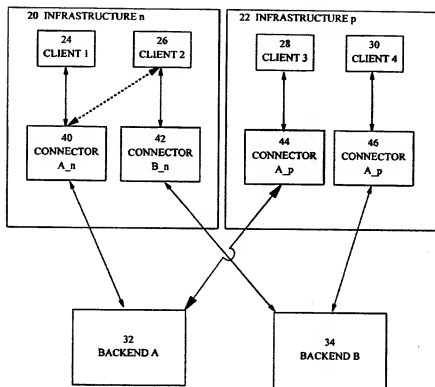 20 INFRASTRUCTURE n
22 INFRASTRUCTURE p
24
CLIENT 1
26
CLIENT 2
28
CLIENT 3
30
CLIENT 4
40
CONNECTOR
A_n
42
CONNECTOR
B_n
44
CONNECTOR
A_p
46
CONNECTOR
A_p
32
BACKEND A
34
BACKEND B